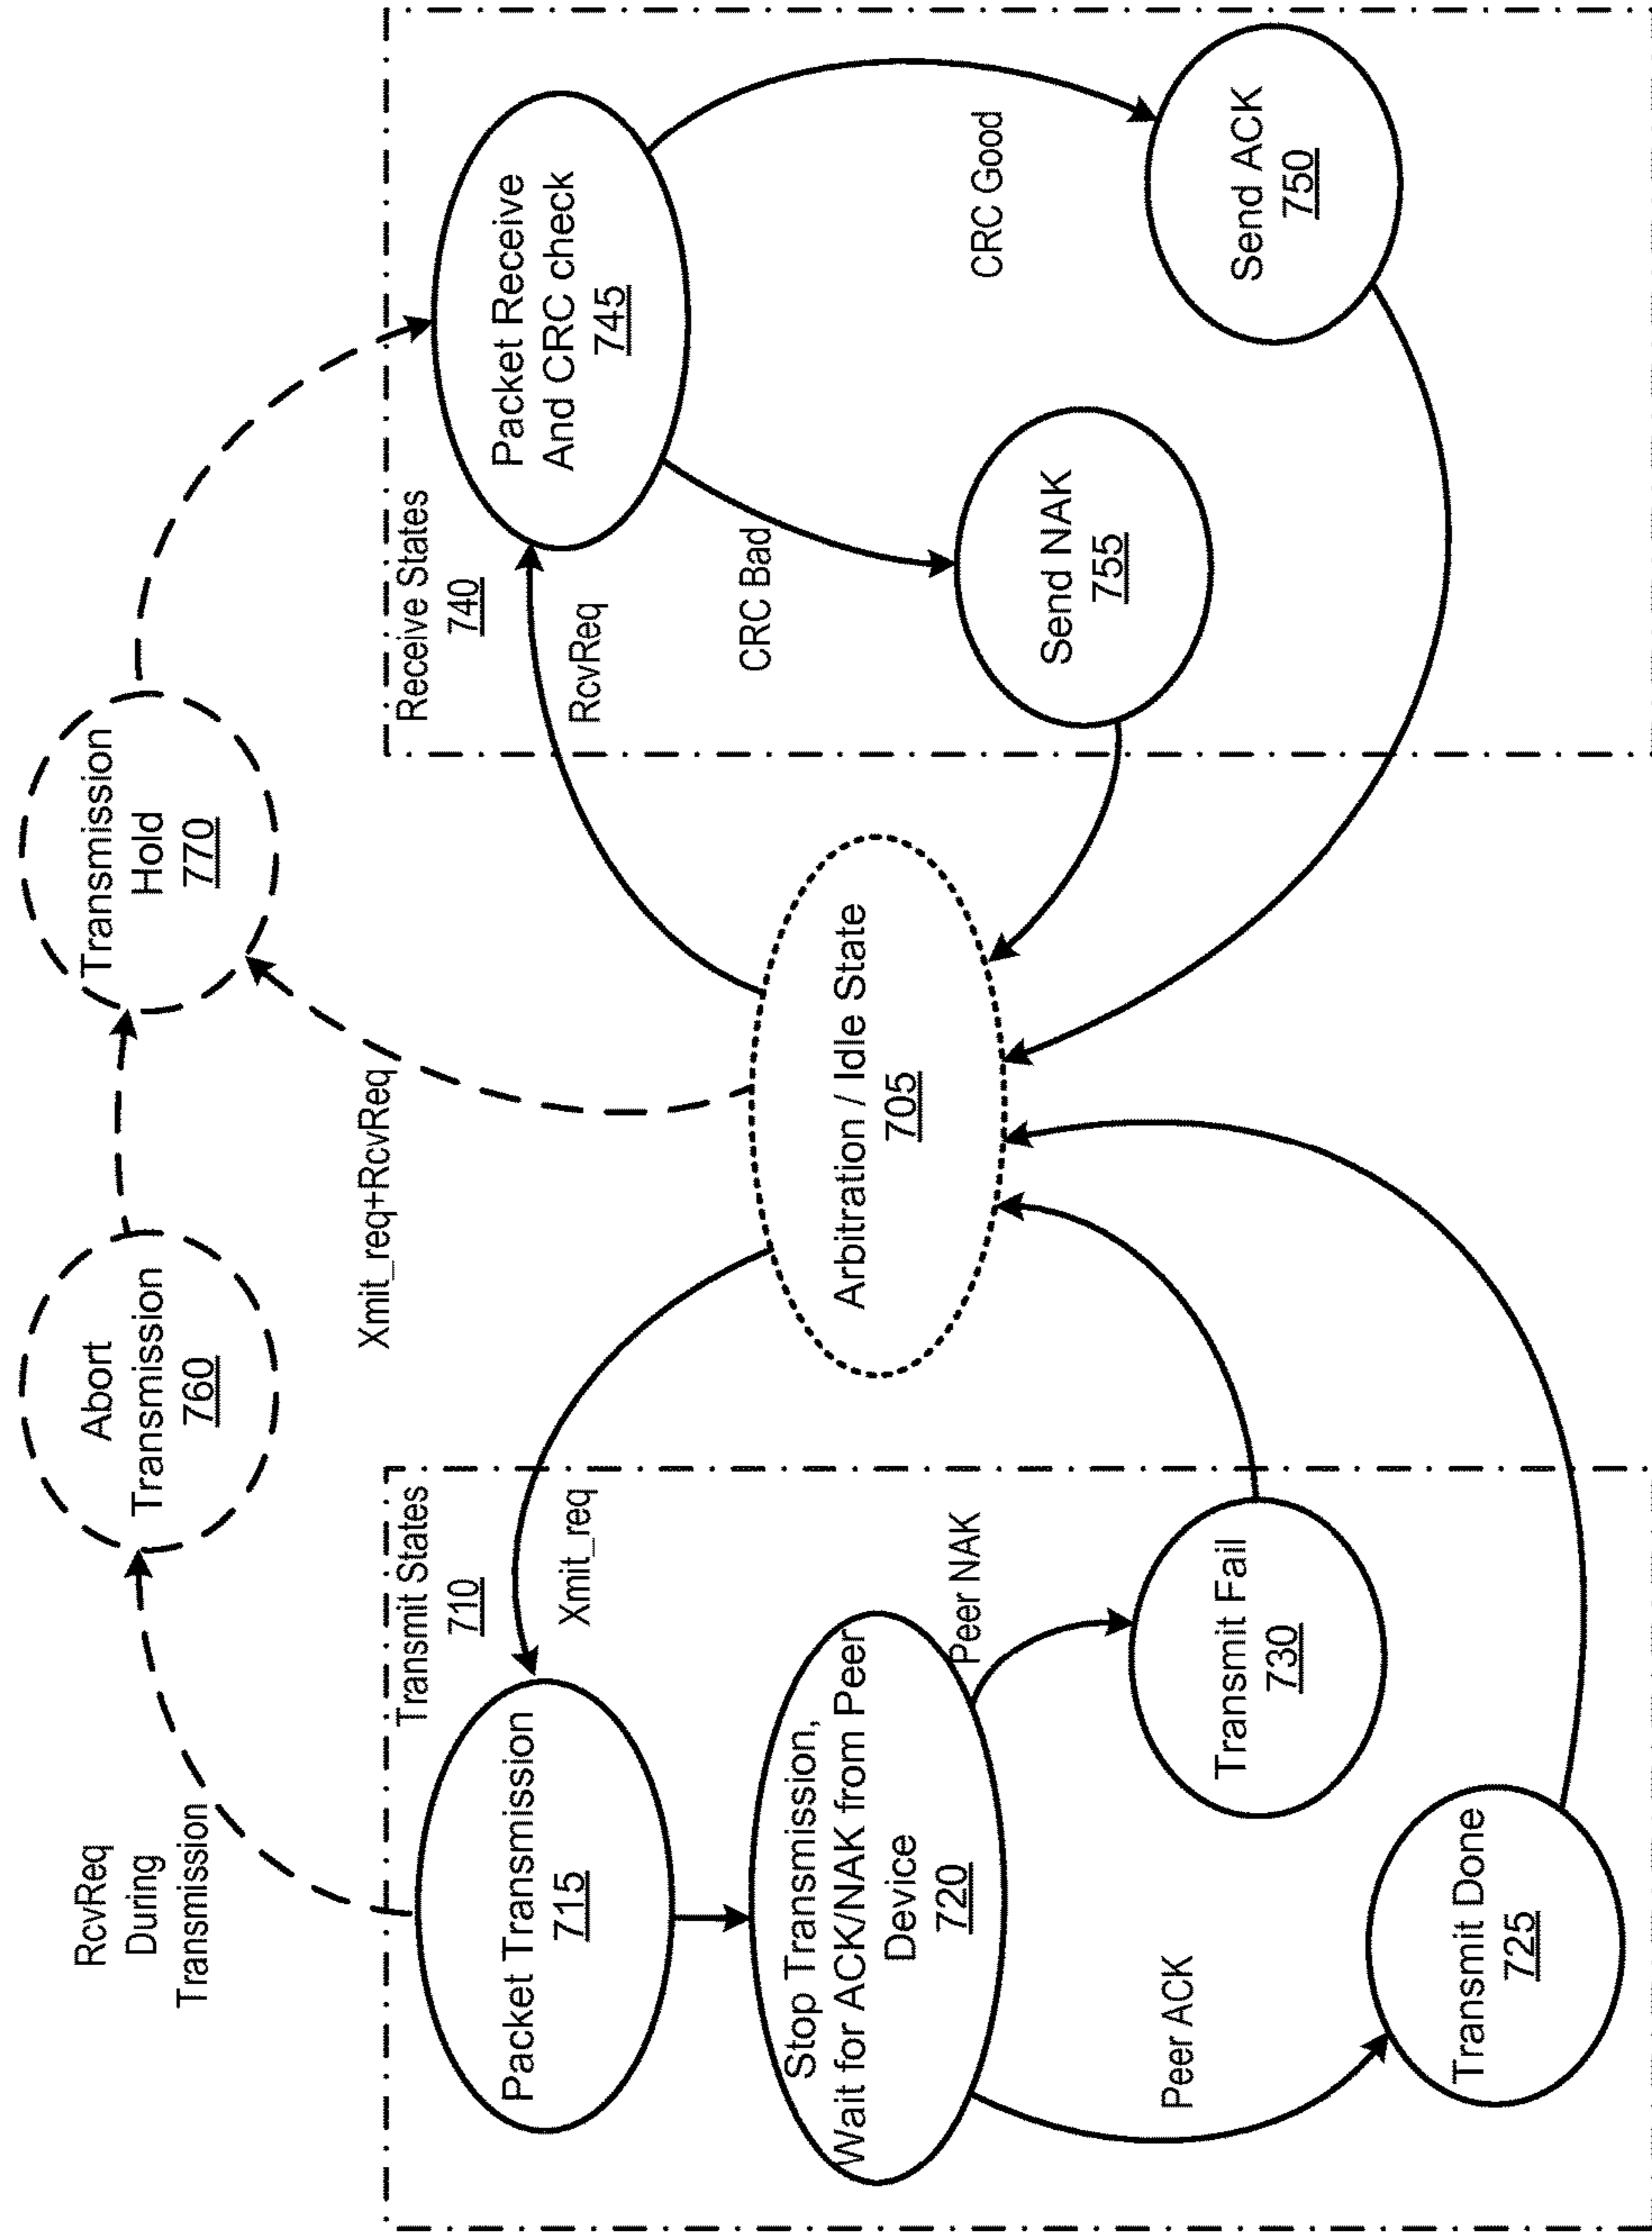 RcvReq
During
Transmission
Abort
Transmission
760
Transmission
Hold
770
Xmit_req+RcvReq
Transmit States
710
Packet Transmission
715
Xmit_req
Stop Transmission,
Wait for ACK/NAK from Peer
Device
720
Peer NAK
Peer ACK
Transmit Fail
730
Transmit Done
725
Arbitration / Idle State
705
Receive States
740
RcvReq
Packet Receive
And CRC check
745
CRC Bad
CRC Good
Send NAK
755
Send ACK
750